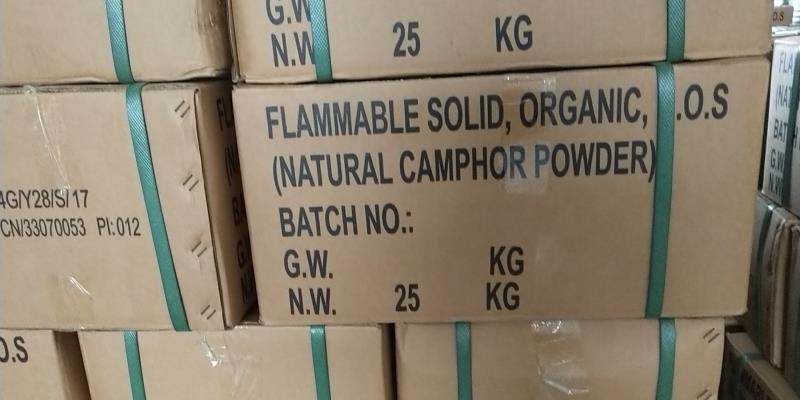 G.W
N.W 25 KG
FLAMMABLE SOLID, ORGANIC, .O.S
(NATURAL CAMPHOR POWDER)
BATCH NO.:
G.W. KG
N.W. 25 KG
4G/Y28/S/17
CN/33070053 PI:012
O.S
O.S